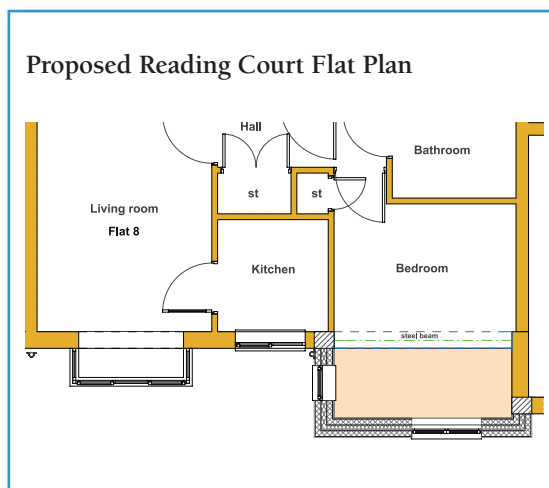 Proposed Reading Court Flat Plan
Hall
Bathroom
st
st
Living room
Flat 8
Kitchen
Bedroom
steel beam